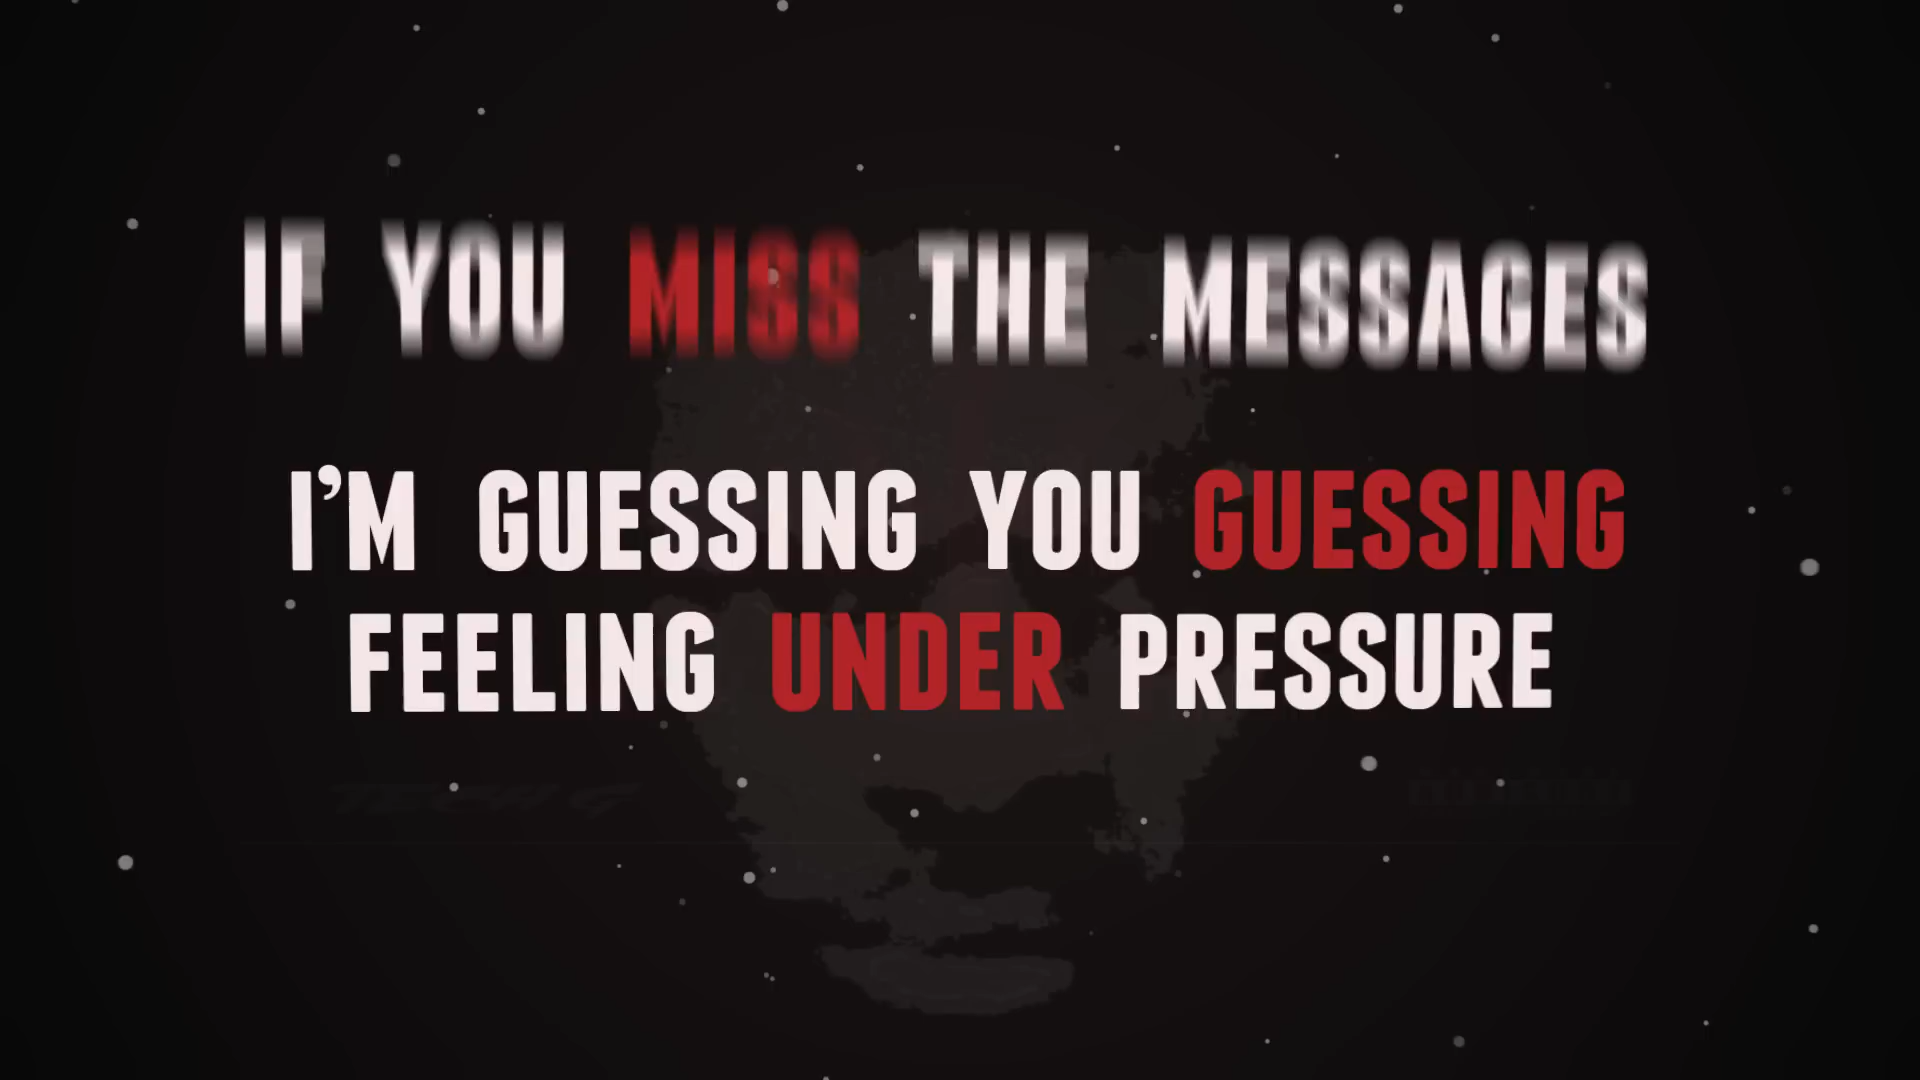 IF YOU MISS THE MESSAGES
I'M GUESSING YOU GUESSING
FEELING UNDER PRESSURE